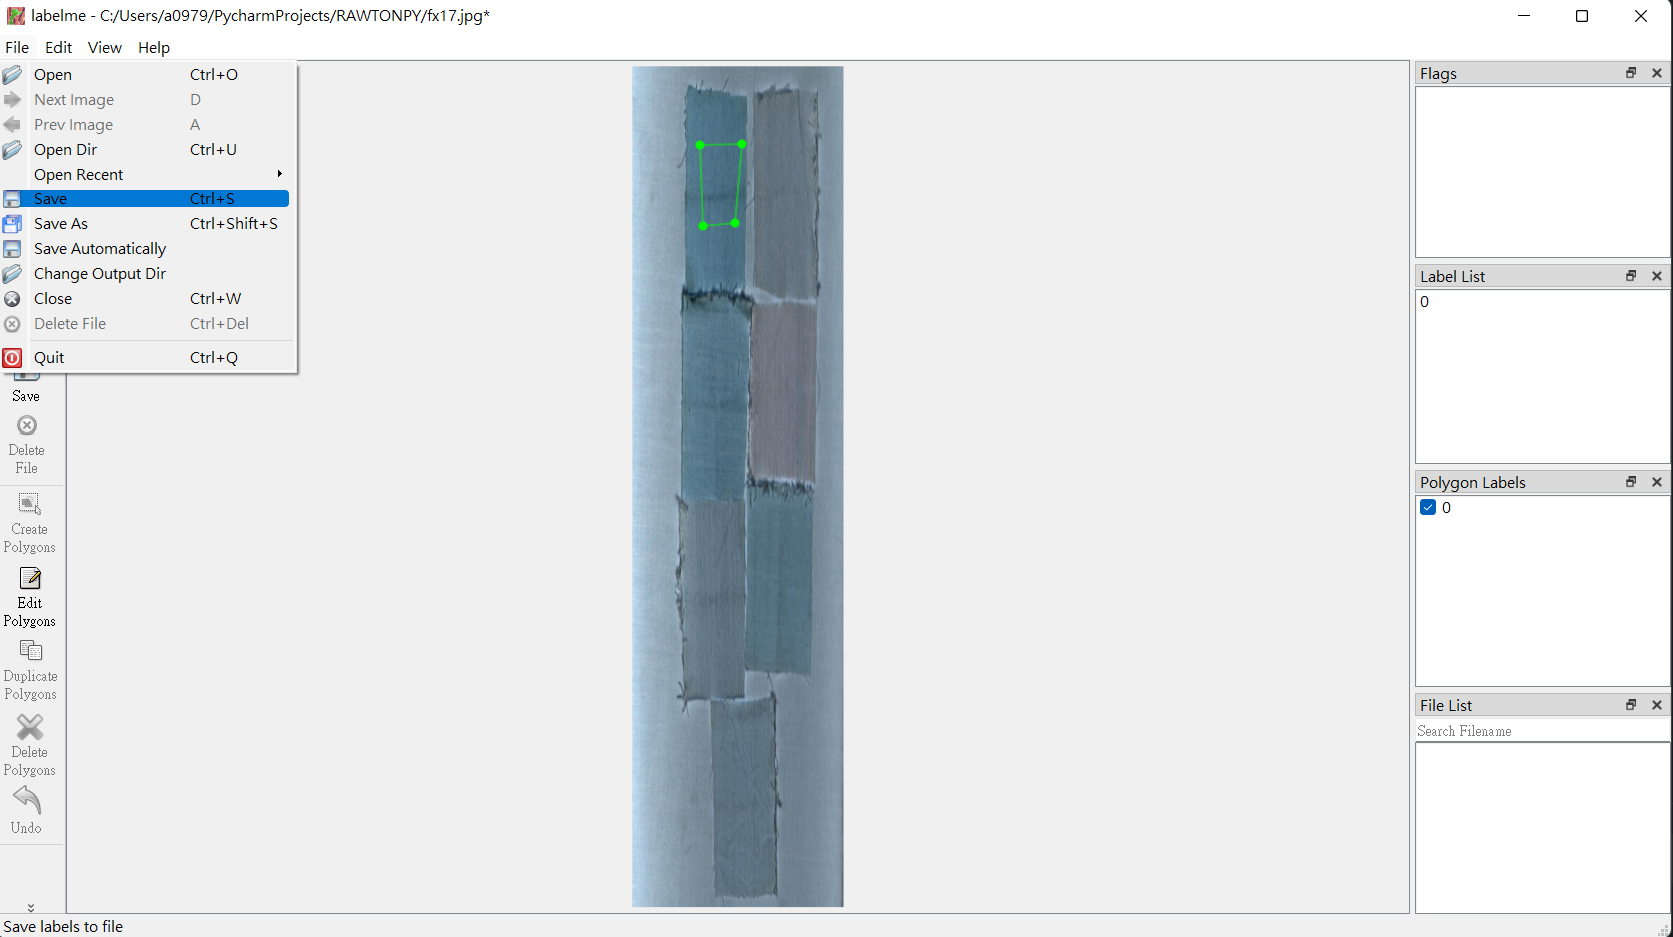 labelme - C:/Users/a0979/PycharmProjects/RAWTONPY/fx17.jpg*
File Edit View Help
Open Ctrl+O
Next Image D
Prev Image A
Open Dir Ctrl+U
Open Recent
Save Ctrl+S
Save As Ctrl+Shift+S
Save Automatically
Change Output Dir
Close Ctrl+W
Delete File Ctrl+Del
Quit Ctrl+Q
Save
Delete
File
Create
Polygons
Edit
Polygons
Duplicate
Polygons
Delete
Polygons
Undo
Flags
Label List
0
Polygon Labels
0
File List
Search Filename
Save labels to file